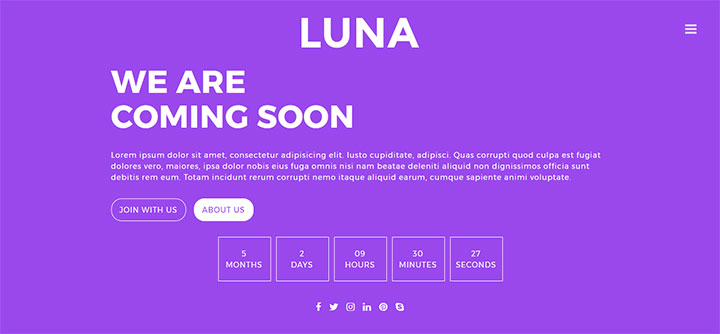 LUNA
WE ARE
COMING SOON
Lorem ipsum dolor sit amet, consectetur adipisicing elit. Iusto cupiditate, adipisci. Quas corrupti quod culpa est fugiat
dolores vero, maiores, ipsa dolor nobis eius fuga omnis nisi nam beatae deleniti aliquid non dignissimos officia sunt
debitis rem eum. Totam incidunt rerum corrupti nemo itaque aliquid earum, cumque sapiente animi voluptate.
JOIN WITH US ABOUT US
5 2 09 30 27
MONTHS DAYS HOURS MINUTES SECONDS